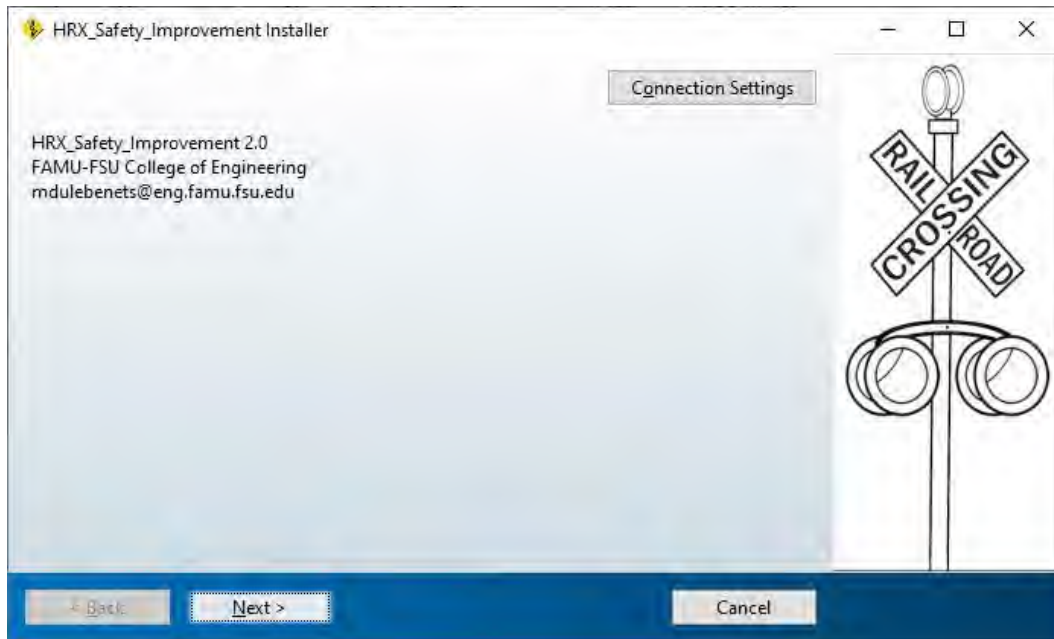 HRX_Safety_Improvement Installer
Connection Settings
HRX_Safety_Improvement 2.0
FAMU-FSU College of Engineering
mdulebenets@eng.famu.fsu.edu
RAIL ROAD
CROSSING
< Back
Next >
Cancel